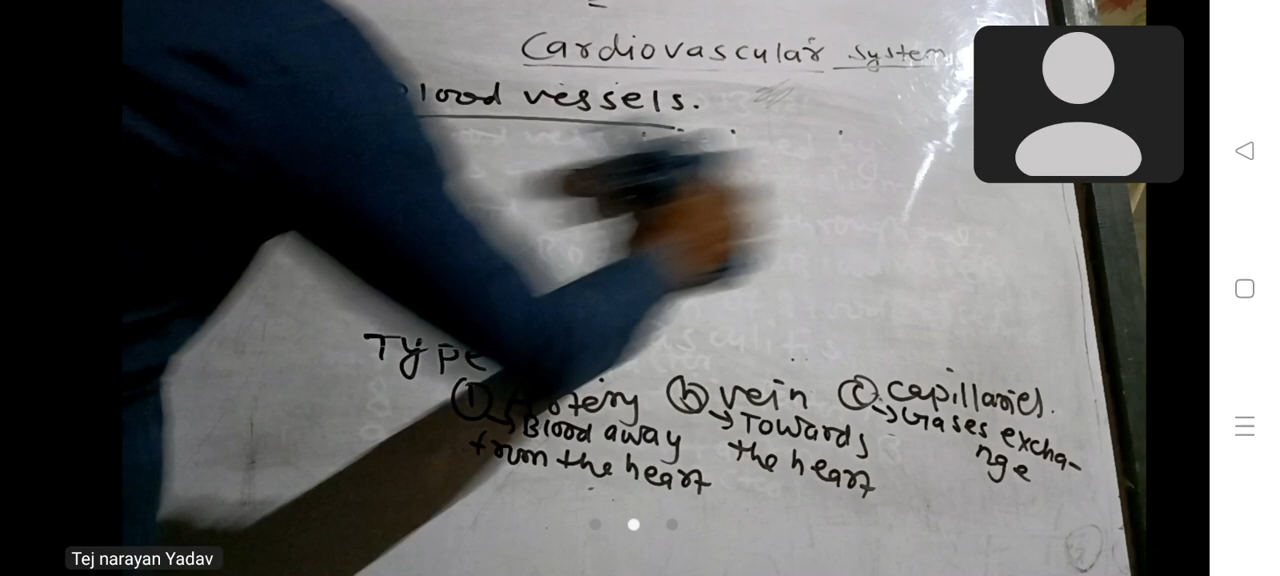 Cardiovascular system
Blood vessels.
Type
① Artery ⓑ vein ⓒ capillaries.
→ Blood away → Towards → Gases excha-
from the heart the heart nge
Tej narayan Yadav